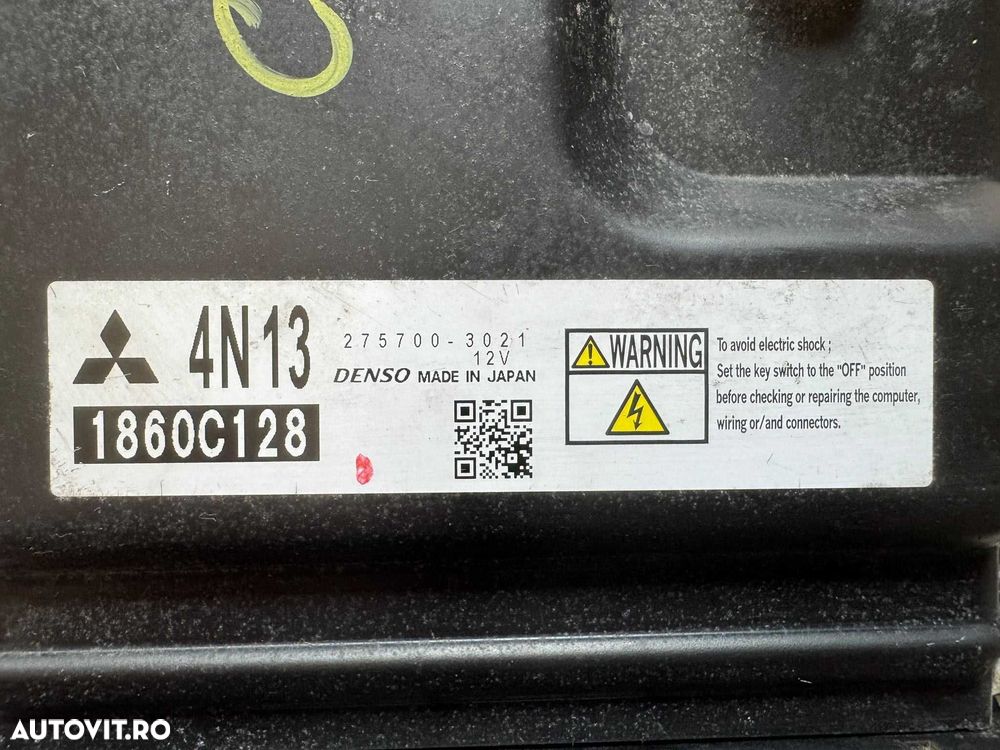 4N13
275700-3021
12V
DENSO MADE IN JAPAN
1860C128
WARNING
To avoid electric shock ;
Set the key switch to the "OFF" position
before checking or repairing the computer,
wiring or/and connectors.
AUTOVIT.RO